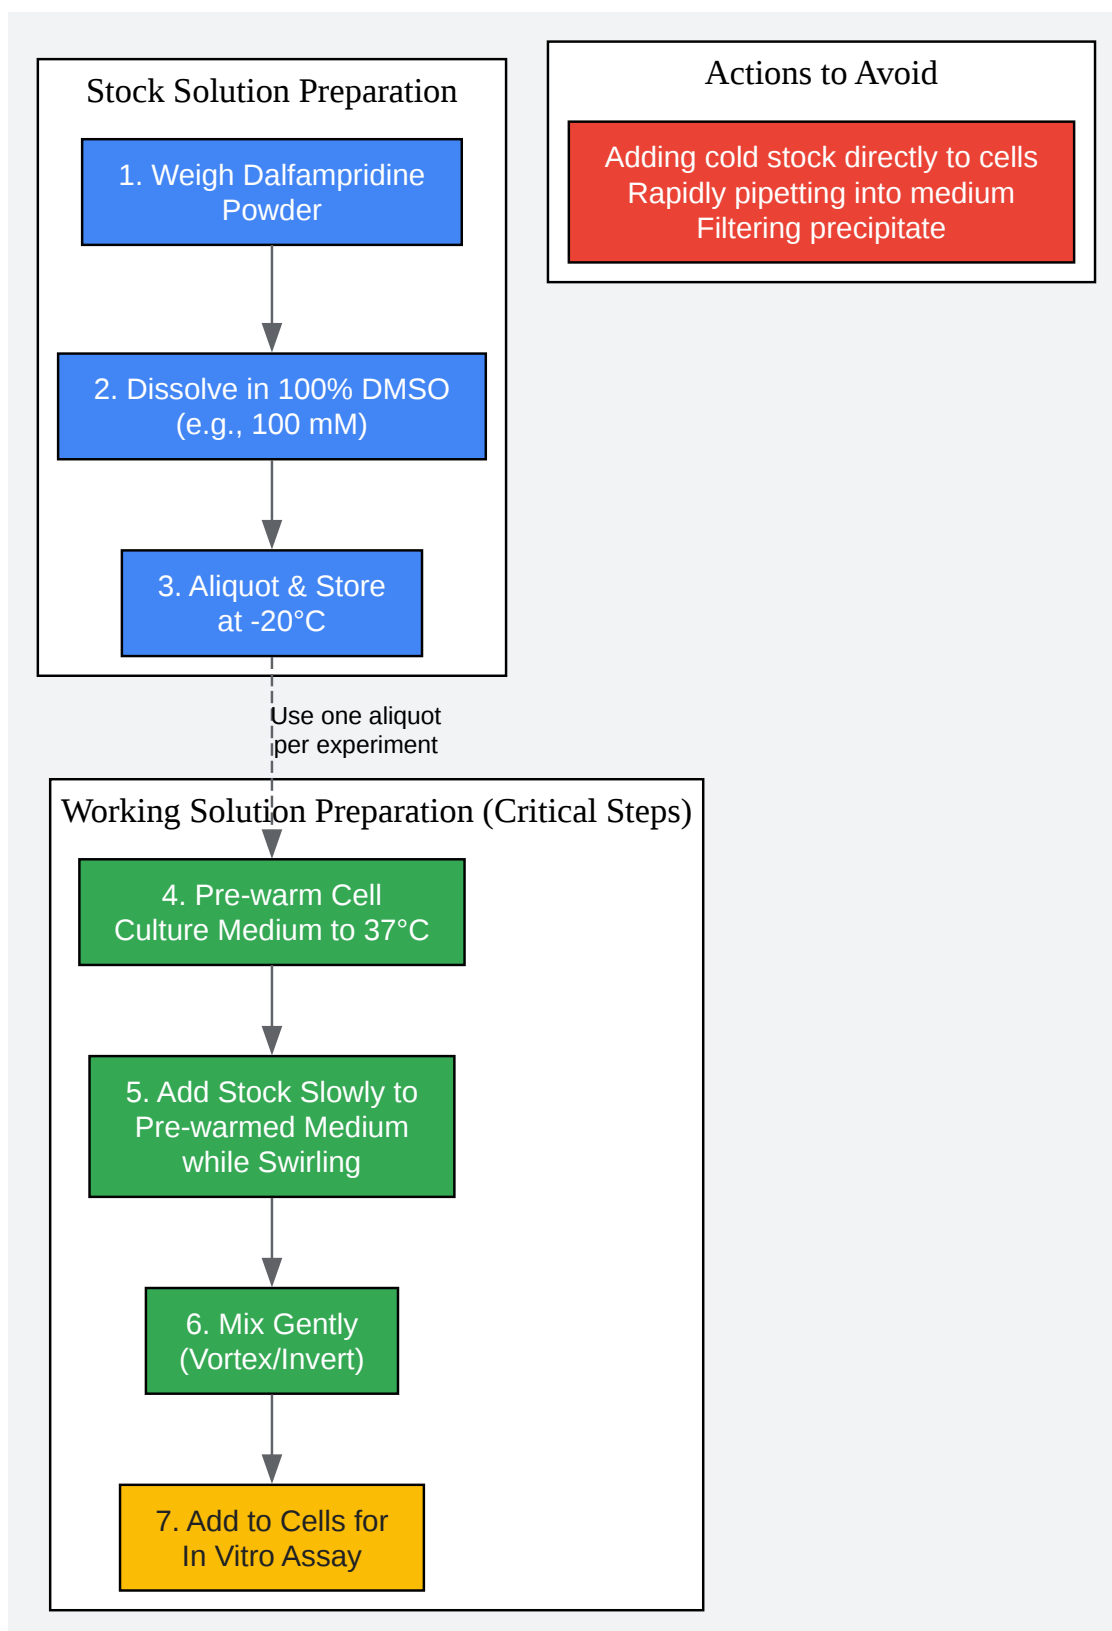 Stock Solution Preparation
1. Weigh Dalfampridine
Powder
2. Dissolve in 100% DMSO
(e.g., 100 mM)
3. Aliquot & Store
at -20°C
Use one aliquot
per experiment
Working Solution Preparation (Critical Steps)
4. Pre-warm Cell
Culture Medium to 37°C
5. Add Stock Slowly to
Pre-warmed Medium
while Swirling
6. Mix Gently
(Vortex/Invert)
7. Add to Cells for
In Vitro Assay
Actions to Avoid
Adding cold stock directly to cells
Rapidly pipetting into medium
Filtering precipitate